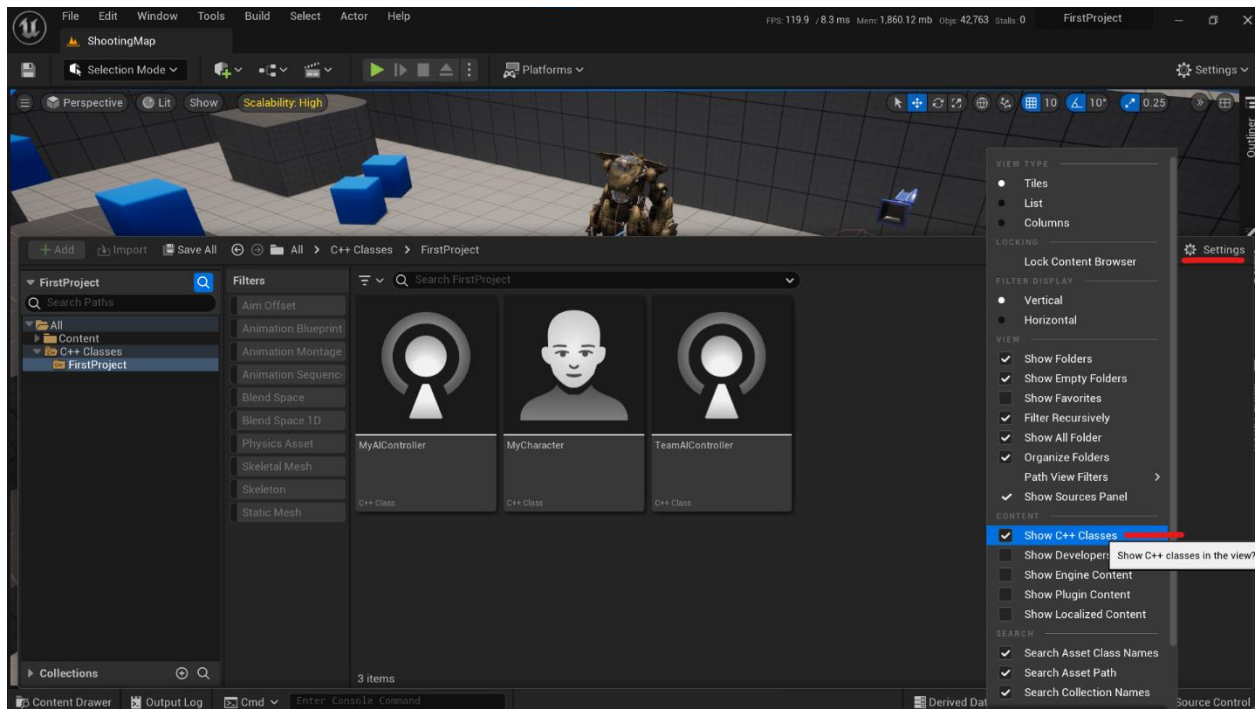 File Edit Window Tools Build Select Actor Help
FPS: 119.9 / 8.3 ms Mem: 1,860.12 mb Objs: 42,763 Stalls: 0
FirstProject
ShootingMap
Selection Mode
Platforms
Settings
Perspective Lit Show Scalability: High
10 10° 0.25
Outliner
VIEW TYPE
Tiles
List
Columns
LOCKING
Lock Content Browser
FILTER DISPLAY
Vertical
Horizontal
VIEW
Show Folders
Show Empty Folders
Show Favorites
Filter Recursively
Show All Folder
Organize Folders
Path View Filters
Show Sources Panel
CONTENT
Show C++ Classes
Show Developers
Show C++ classes in the view?
Show Engine Content
Show Plugin Content
Show Localized Content
SEARCH
Search Asset Class Names
Search Asset Path
Search Collection Names
+ Add Import Save All All > C++ Classes > FirstProject
Settings
FirstProject
Search Paths
All
Content
C++ Classes
FirstProject
Filters
Aim Offset
Animation Blueprint
Animation Montage
Animation Sequenc
Blend Space
Blend Space 1D
Physics Asset
Skeletal Mesh
Skeleton
Static Mesh
Search FirstProject
MyAIController
C++ Class
MyCharacter
C++ Class
TeamAIController
C++ Class
Collections
3 items
Content Drawer Output Log Cmd Enter Console Command
Derived Dat
Source Control